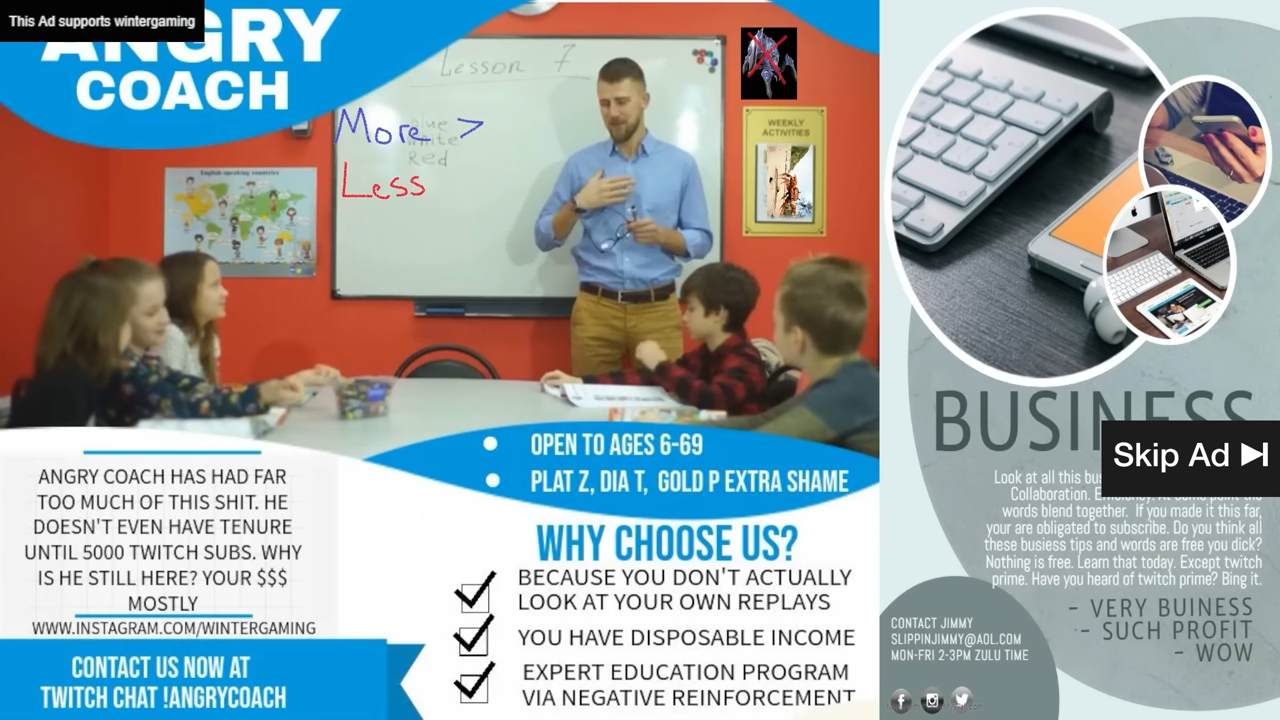 This Ad supports wintergaming
ANGRY
COACH
Lesson 7
More >
Less
Red
English speaking countries
WEEKLY
ACTIVITIES
OPEN TO AGES 6-69
PLAT Z, DIA T, GOLD P EXTRA SHAME
ANGRY COACH HAS HAD FAR
TOO MUCH OF THIS SHIT. HE
DOESN'T EVEN HAVE TENURE
UNTIL 5000 TWITCH SUBS. WHY
IS HE STILL HERE? YOUR $$$
MOSTLY
WWW.INSTAGRAM.COM/WINTERGAMING
CONTACT US NOW AT
TWITCH CHAT !ANGRYCOACH
WHY CHOOSE US?
BECAUSE YOU DON'T ACTUALLY
LOOK AT YOUR OWN REPLAYS
YOU HAVE DISPOSABLE INCOME
EXPERT EDUCATION PROGRAM
VIA NEGATIVE REINFORCEMENT
BUSINESS
Skip Ad
Look at all this
Collaboration.
words blend together. If you made it this far,
your are obligated to subscribe. Do you think all
these busiess tips and words are free you dick?
Nothing is free. Learn that today. Except twitch
prime. Have you heard of twitch prime? Bing it.
- VERY BUINESS
- SUCH PROFIT
- WOW
CONTACT JIMMY
SLIPPINJIMMY@AOL.COM
MON-FRI 2-3PM ZULU TIME